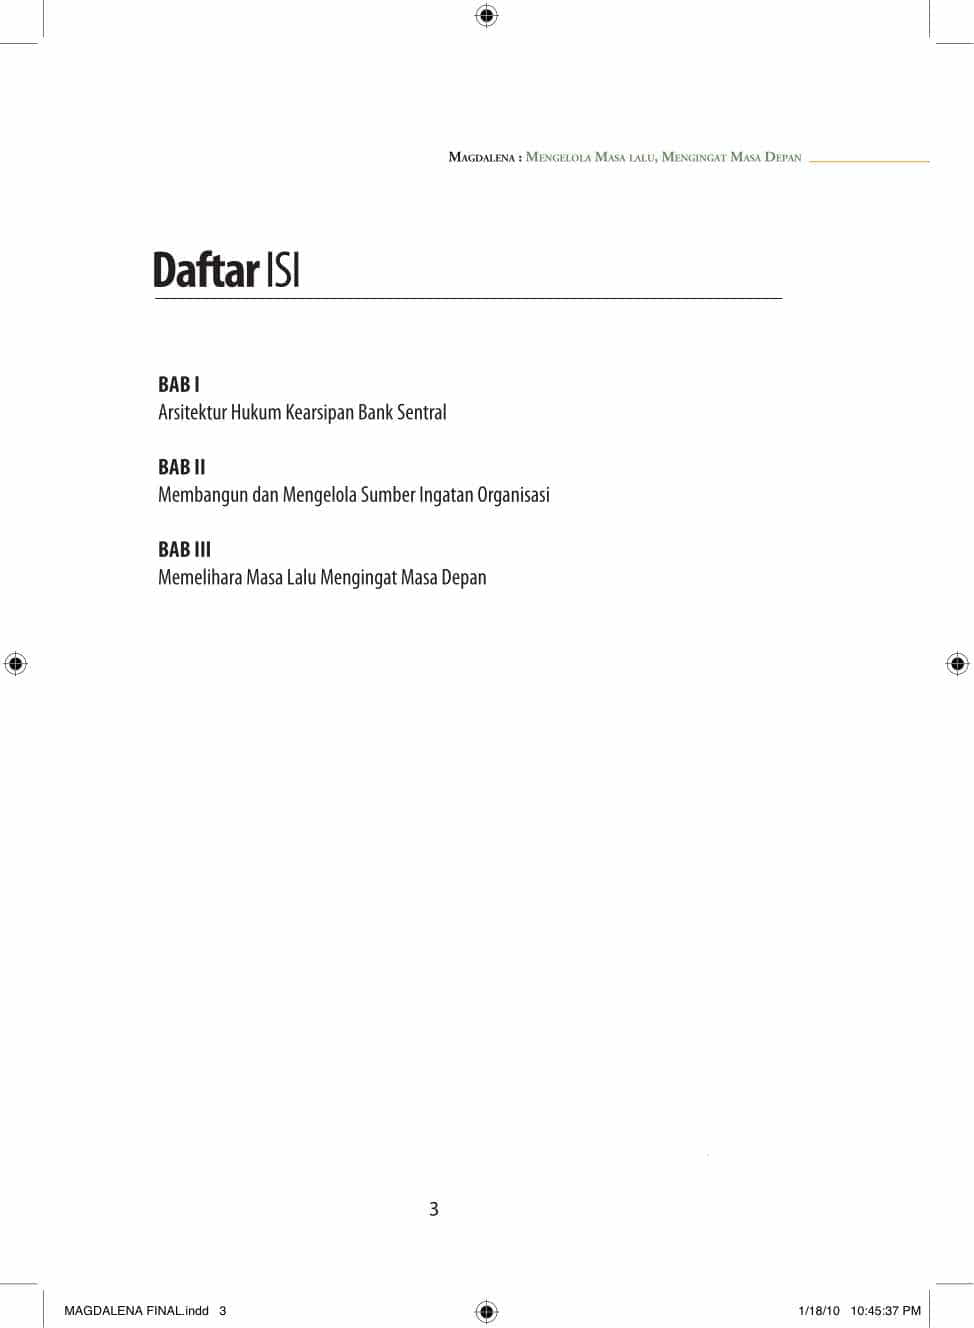 Magdalena : Mengelola Masa lalu, Mengingat Masa Depan
Daftar ISI
BAB I
Arsitektur Hukum Kearsipan Bank Sentral
BAB II
Membangun dan Mengelola Sumber Ingatan Organisasi
BAB III
Memelihara Masa Lalu Mengingat Masa Depan
3
MAGDALENA FINAL.indd 3
1/18/10 10:45:37 PM